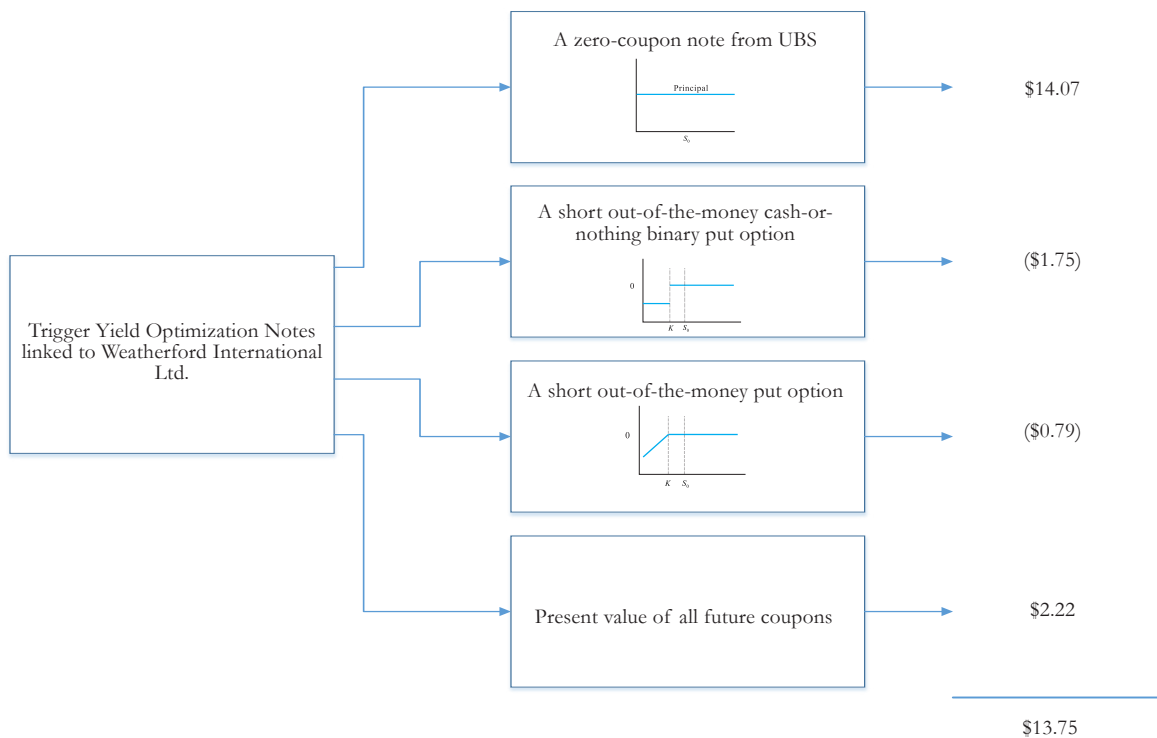 Trigger Yield Optimization Notes
linked to Weatherford International
Ltd.
A zero-coupon note from UBS
Principal
S₀
$14.07
A short out-of-the-money cash-or-
nothing binary put option
0
K
S₀
($1.75)
A short out-of-the-money put option
0
K
S₀
($0.79)
Present value of all future coupons
$2.22
$13.75